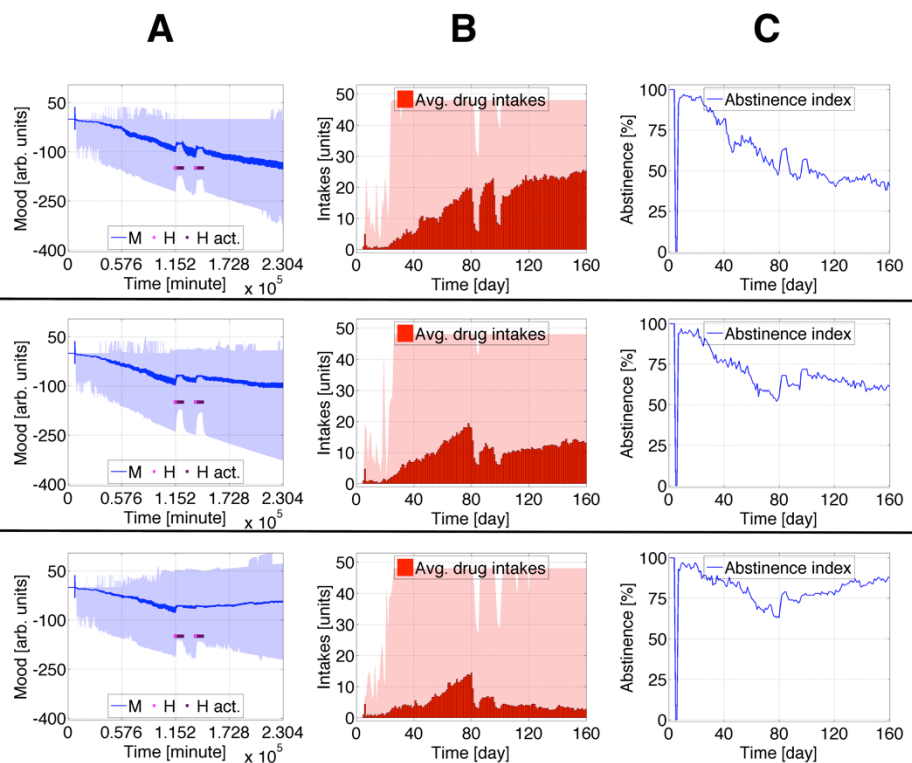 A B C
50
-100
-250
-400
Mood [arb. units]
M H H act.
0 0.576 1.152 1.728 2.304
Time [minute] x 10^5
50
40
30
20
10
0
Intakes [units]
Avg. drug intakes
0 40 80 120 160
Time [day]
100
75
50
25
0
Abstinence [%]
Abstinence index
0 40 80 120 160
Time [day]
50
-100
-250
-400
Mood [arb. units]
M H H act.
0 0.576 1.152 1.728 2.304
Time [minute] x 10^5
50
40
30
20
10
0
Intakes [units]
Avg. drug intakes
0 40 80 120 160
Time [day]
100
75
50
25
0
Abstinence [%]
Abstinence index
0 40 80 120 160
Time [day]
50
-100
-250
-400
Mood [arb. units]
M H H act.
0 0.576 1.152 1.728 2.304
Time [minute] x 10^5
50
40
30
20
10
0
Intakes [units]
Avg. drug intakes
0 40 80 120 160
Time [day]
100
75
50
25
0
Abstinence [%]
Abstinence index
0 40 80 120 160
Time [day]